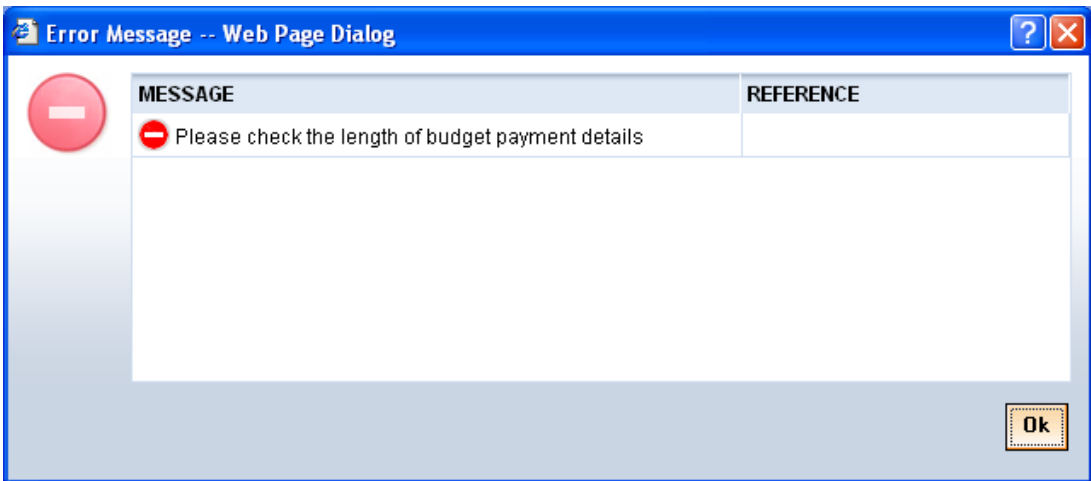 Error Message -- Web Page Dialog
MESSAGE REFERENCE
Please check the length of budget payment details
Ok